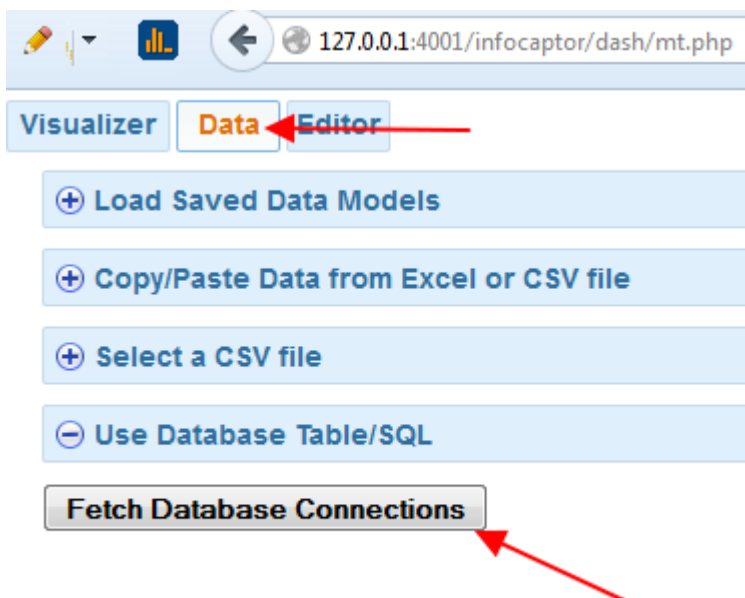 127.0.0.1:4001/infocaptor/dash/mt.php
Visualizer Data Editor
Load Saved Data Models
Copy/Paste Data from Excel or CSV file
Select a CSV file
Use Database Table/SQL
Fetch Database Connections